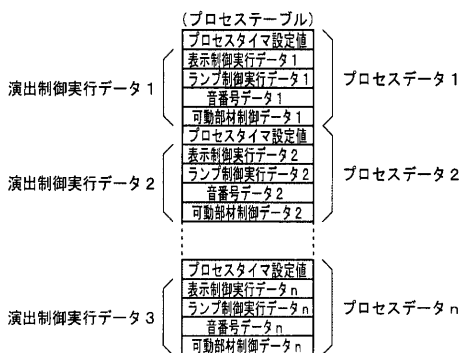 (プロセステーブル)
プロセスタイマ設定値
表示制御実行データ1
ランプ制御実行データ1
音番号データ1
可動部材制御データ1
演出制御実行データ1
プロセスデータ1
プロセスタイマ設定値
表示制御実行データ2
ランプ制御実行データ2
音番号データ2
可動部材制御データ2
演出制御実行データ2
プロセスデータ2
プロセスタイマ設定値
表示制御実行データn
ランプ制御実行データn
音番号データn
可動部材制御データn
演出制御実行データ3
プロセスデータn